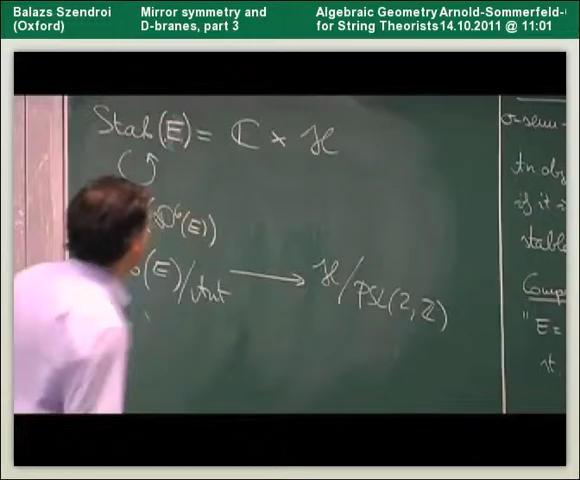 Balazs Szendroi
(Oxford)
Mirror symmetry and
D-branes, part 3
Algebraic Geometry
for String Theorists
Arnold-Sommerfeld-
14.10.2011 @ 11:01
Stab(E) = ℂ × ℋ
(𝔻ᵇ(E))
(E)/Aut → ℋ/PSL(2,ℤ)
σ-semi
An obj
if it i
stable
Comp
"E =
it